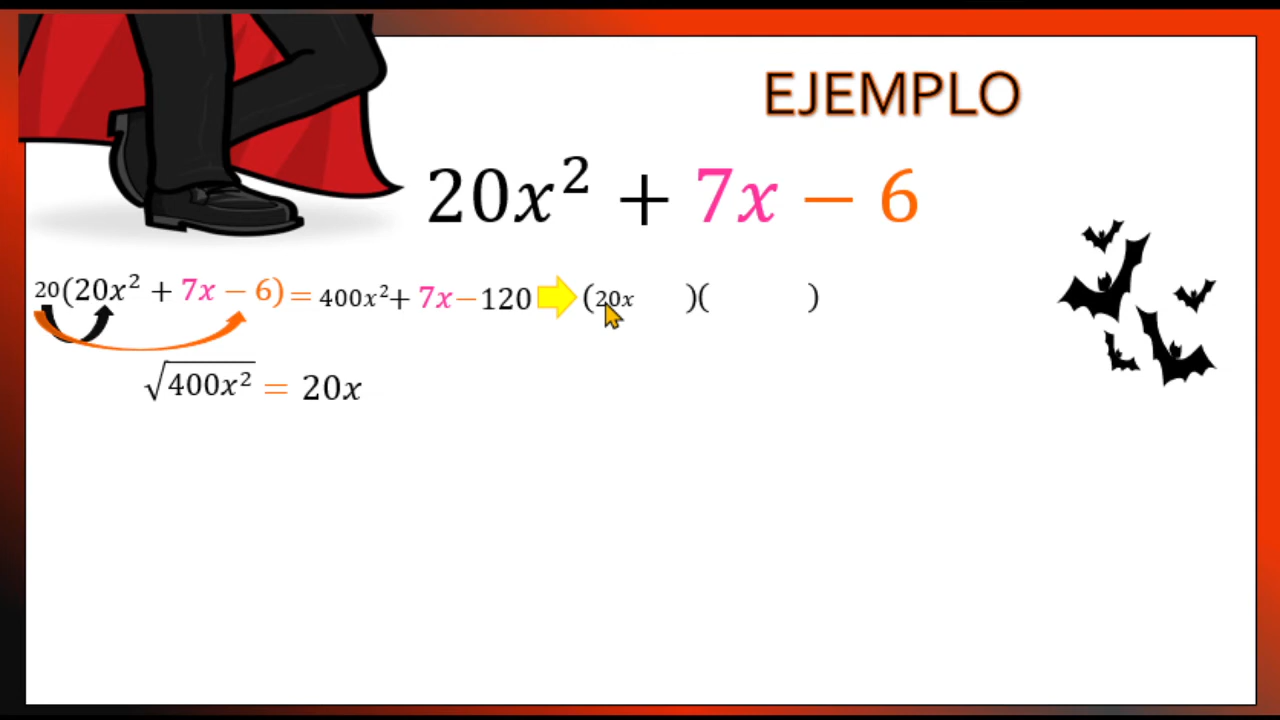 EJEMPLO
20x² + 7x − 6
20(20x² + 7x − 6) = 400x²+ 7x−120 (20x )( )
√400x² = 20x